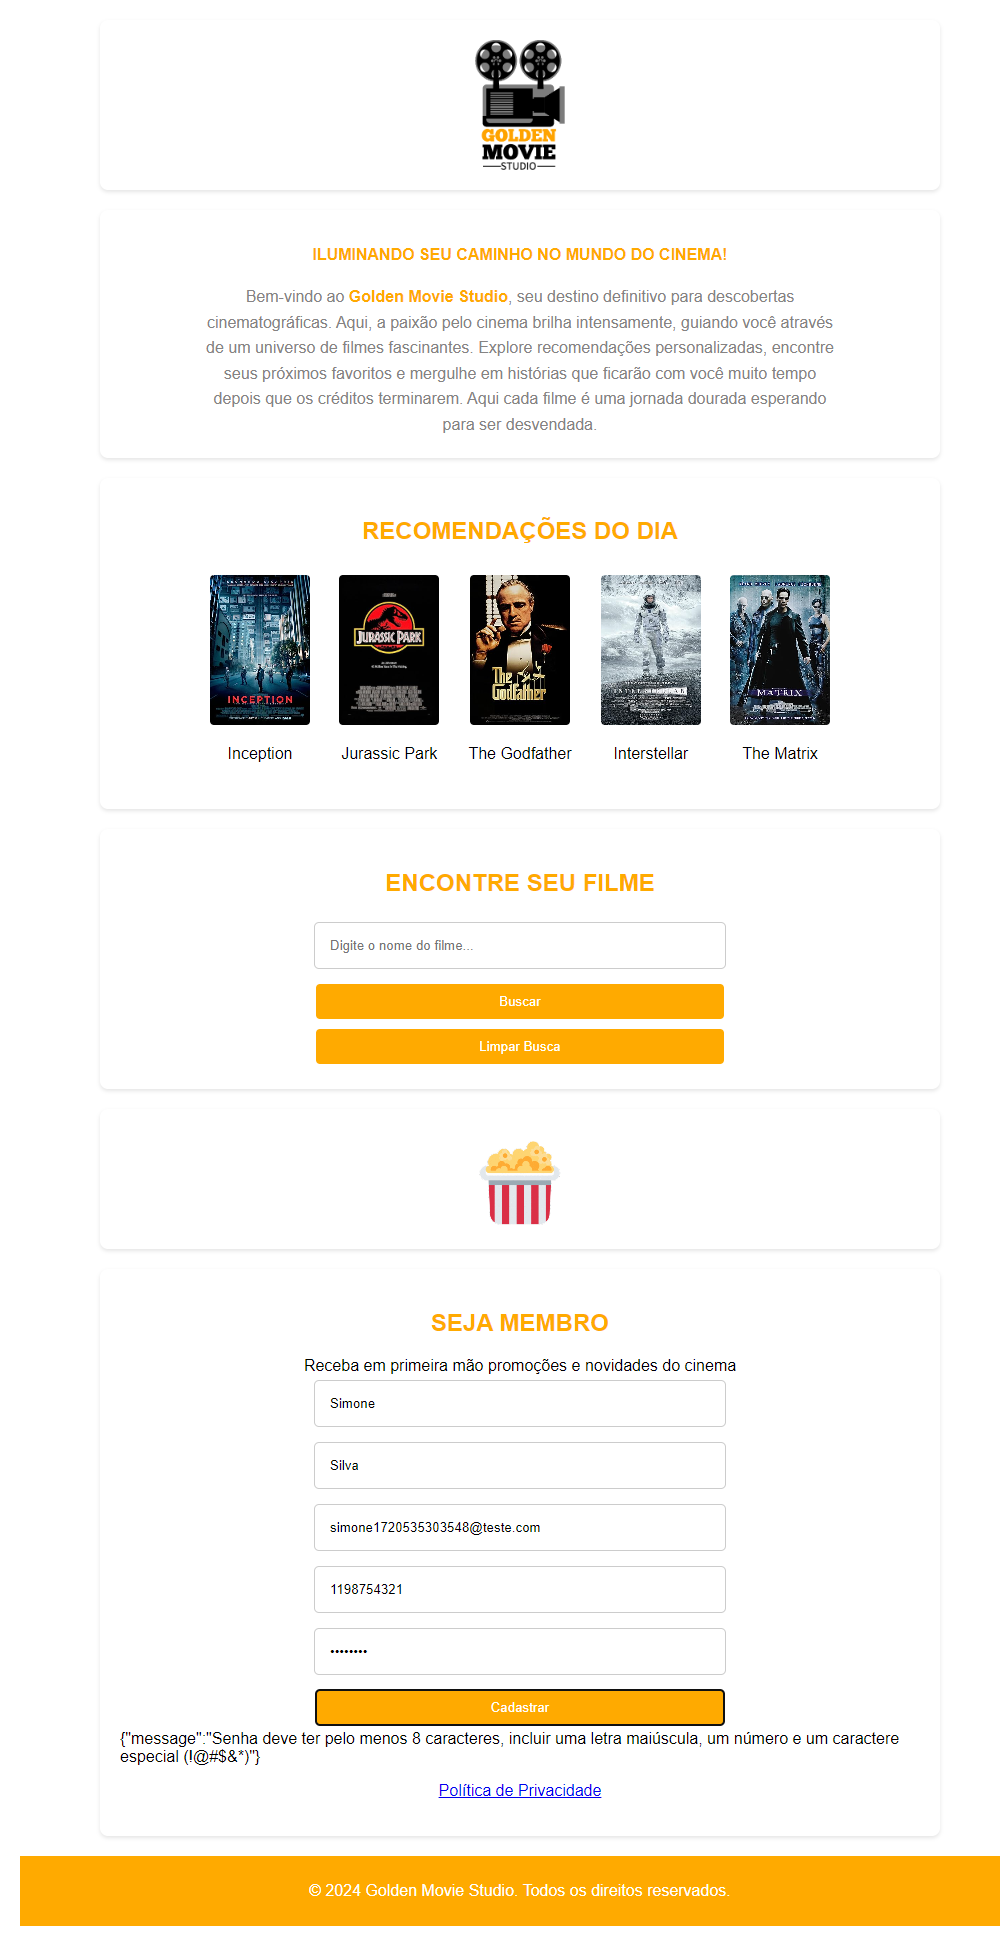 GOLDEN
MOVIE
STUDIO
ILUMINANDO SEU CAMINHO NO MUNDO DO CINEMA!
Bem-vindo ao Golden Movie Studio, seu destino definitivo para descobertas
cinematográficas. Aqui, a paixão pelo cinema brilha intensamente, guiando você através
de um universo de filmes fascinantes. Explore recomendações personalizadas, encontre
seus próximos favoritos e mergulhe em histórias que ficarão com você muito tempo
depois que os créditos terminarem. Aqui cada filme é uma jornada dourada esperando
para ser desvendada.
RECOMENDAÇÕES DO DIA
INCEPTION
JURASSIC PARK
The
Godfather
INTERSTELLAR
MATRIX
Inception
Jurassic Park
The Godfather
Interstellar
The Matrix
ENCONTRE SEU FILME
Digite o nome do filme...
Buscar
Limpar Busca
SEJA MEMBRO
Receba em primeira mão promoções e novidades do cinema
Simone
Silva
simone1720535303548@teste.com
1198754321
••••••••
Cadastrar
{"message":"Senha deve ter pelo menos 8 caracteres, incluir uma letra maiúscula, um número e um caractere
especial (!@#$&*)"}
Política de Privacidade
© 2024 Golden Movie Studio. Todos os direitos reservados.